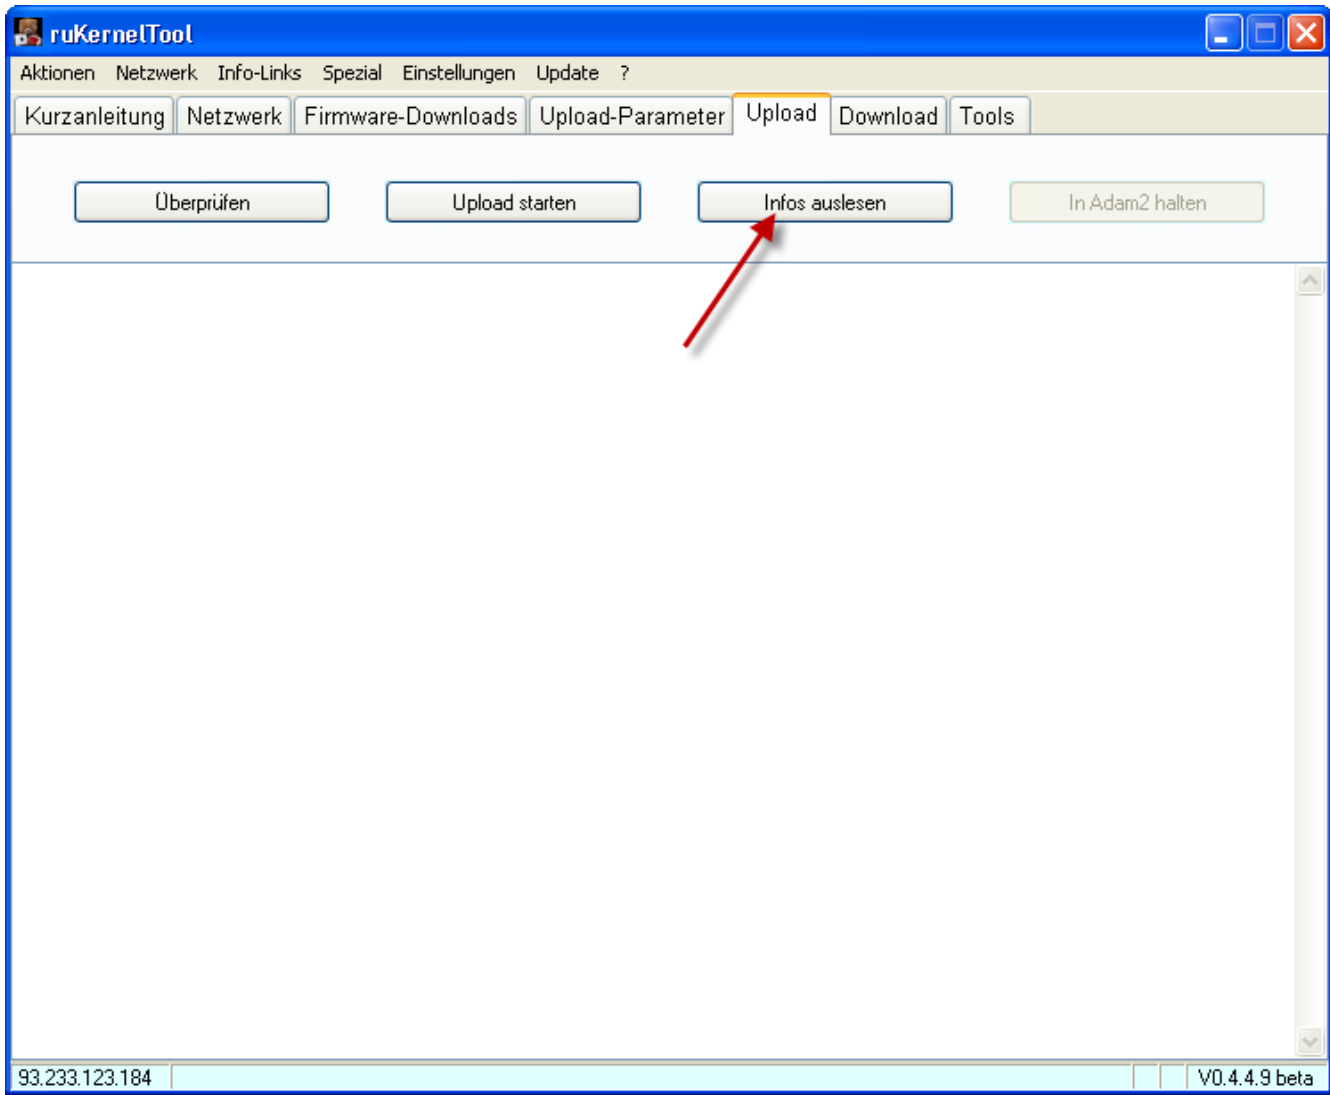 ruKernelTool
Aktionen Netzwerk Info-Links Spezial Einstellungen Update ?
Kurzanleitung Netzwerk Firmware-Downloads Upload-Parameter Upload Download Tools
Überprüfen Upload starten Infos auslesen In Adam2 halten
93.233.123.184 V0.4.4.9 beta